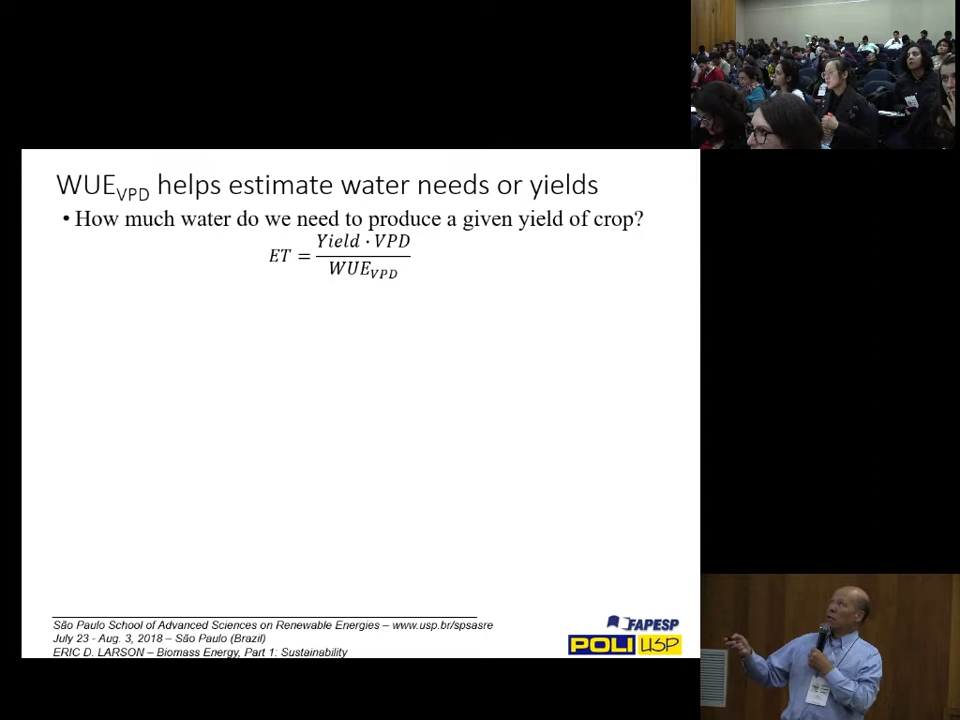 WUE_VPD helps estimate water needs or yields
• How much water do we need to produce a given yield of crop?
ET = Yield · VPD / WUE_VPD
São Paulo School of Advanced Sciences on Renewable Energies – www.usp.br/spsasre
July 23 - Aug. 3, 2018 – São Paulo (Brazil)
ERIC D. LARSON – Biomass Energy, Part 1: Sustainability
FAPESP
POLI USP